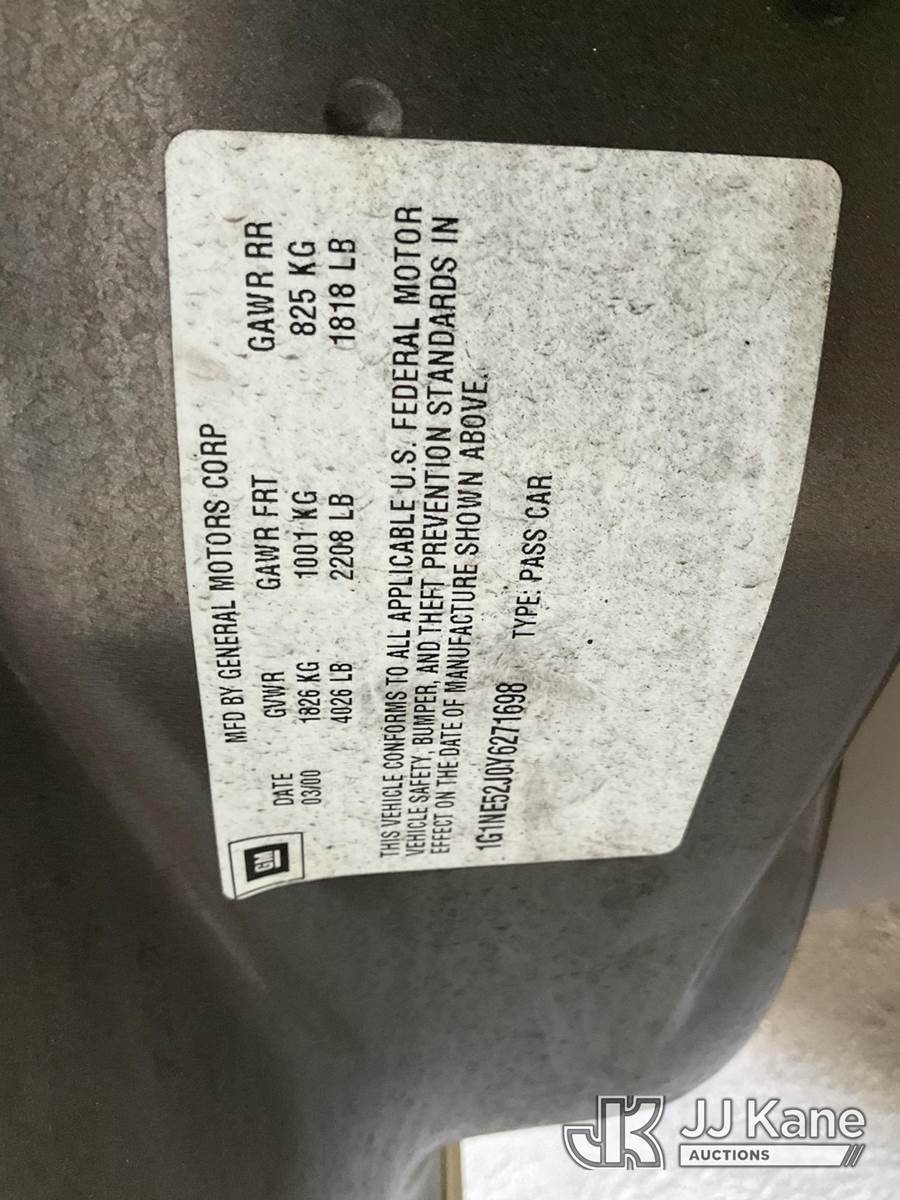 GM
MFD BY GENERAL MOTORS CORP
DATE GVWR GAWR FRT GAWR RR
03/00 1826 KG 1001 KG 825 KG
4026 LB 2208 LB 1818 LB
THIS VEHICLE CONFORMS TO ALL APPLICABLE U.S. FEDERAL MOTOR
VEHICLE SAFETY, BUMPER, AND THEFT PREVENTION STANDARDS IN
EFFECT ON THE DATE OF MANUFACTURE SHOWN ABOVE.
1G1NE52J0Y6271698 TYPE: PASS CAR
JK JJ Kane
AUCTIONS